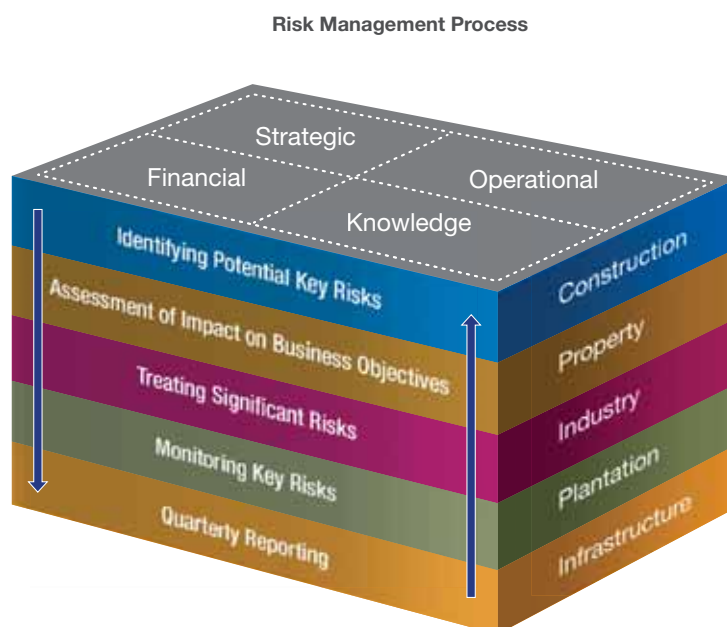 Risk Management Process
Strategic
Financial
Operational
Knowledge
Identifying Potential Key Risks
Assessment of Impact on Business Objectives
Treating Significant Risks
Monitoring Key Risks
Quarterly Reporting
Construction
Property
Industry
Plantation
Infrastructure